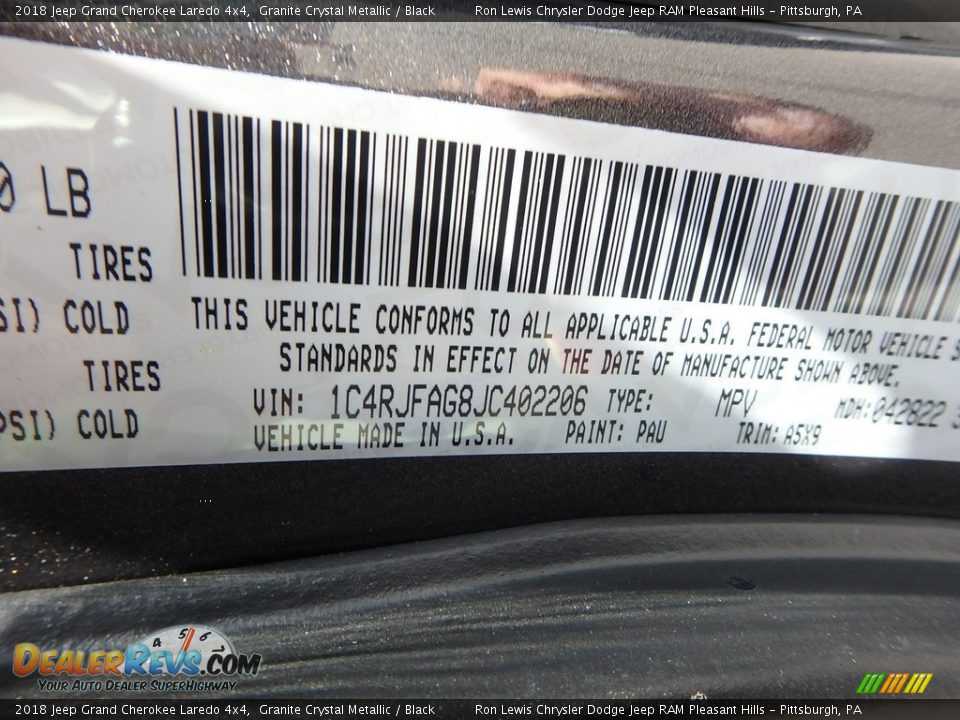 2018 Jeep Grand Cherokee Laredo 4x4, Granite Crystal Metallic / Black Ron Lewis Chrysler Dodge Jeep RAM Pleasant Hills - Pittsburgh, PA
0 LB
TIRES
SI) COLD
TIRES
PSI) COLD
THIS VEHICLE CONFORMS TO ALL APPLICABLE U.S.A. FEDERAL MOTOR VEHICLE S
STANDARDS IN EFFECT ON THE DATE OF MANUFACTURE SHOWN ABOVE.
VIN: 1C4RJFAG8JC402206 TYPE: MPV MDH:042822
VEHICLE MADE IN U.S.A. PAINT: PAU TRIM: A5X9
4 5 6
DealerRevs.com
Your Auto Dealer SuperHighway
2018 Jeep Grand Cherokee Laredo 4x4, Granite Crystal Metallic / Black Ron Lewis Chrysler Dodge Jeep RAM Pleasant Hills - Pittsburgh, PA